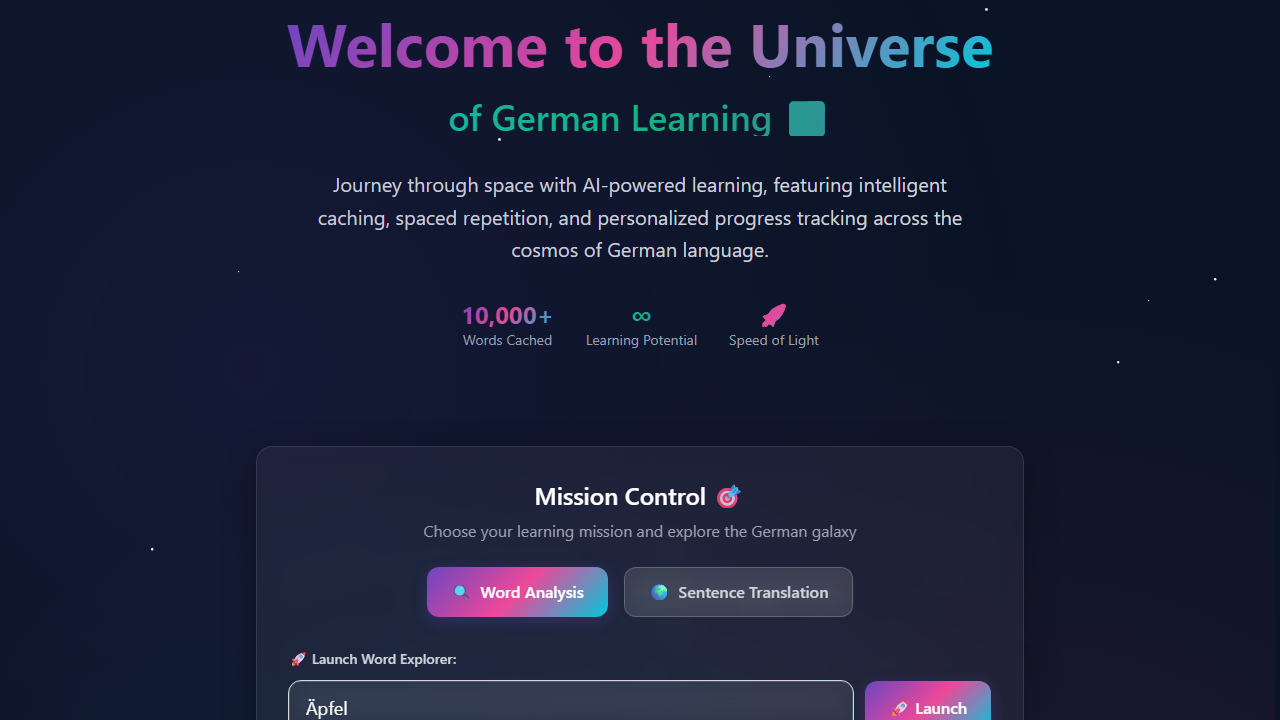 Welcome to the Universe
of German Learning
Journey through space with AI-powered learning, featuring intelligent
caching, spaced repetition, and personalized progress tracking across the
cosmos of German language.
10,000+
Words Cached
∞
Learning Potential
Speed of Light
Mission Control 🎯
Choose your learning mission and explore the German galaxy
🔍 Word Analysis
🌍 Sentence Translation
🚀 Launch Word Explorer:
Äpfel
🚀 Launch